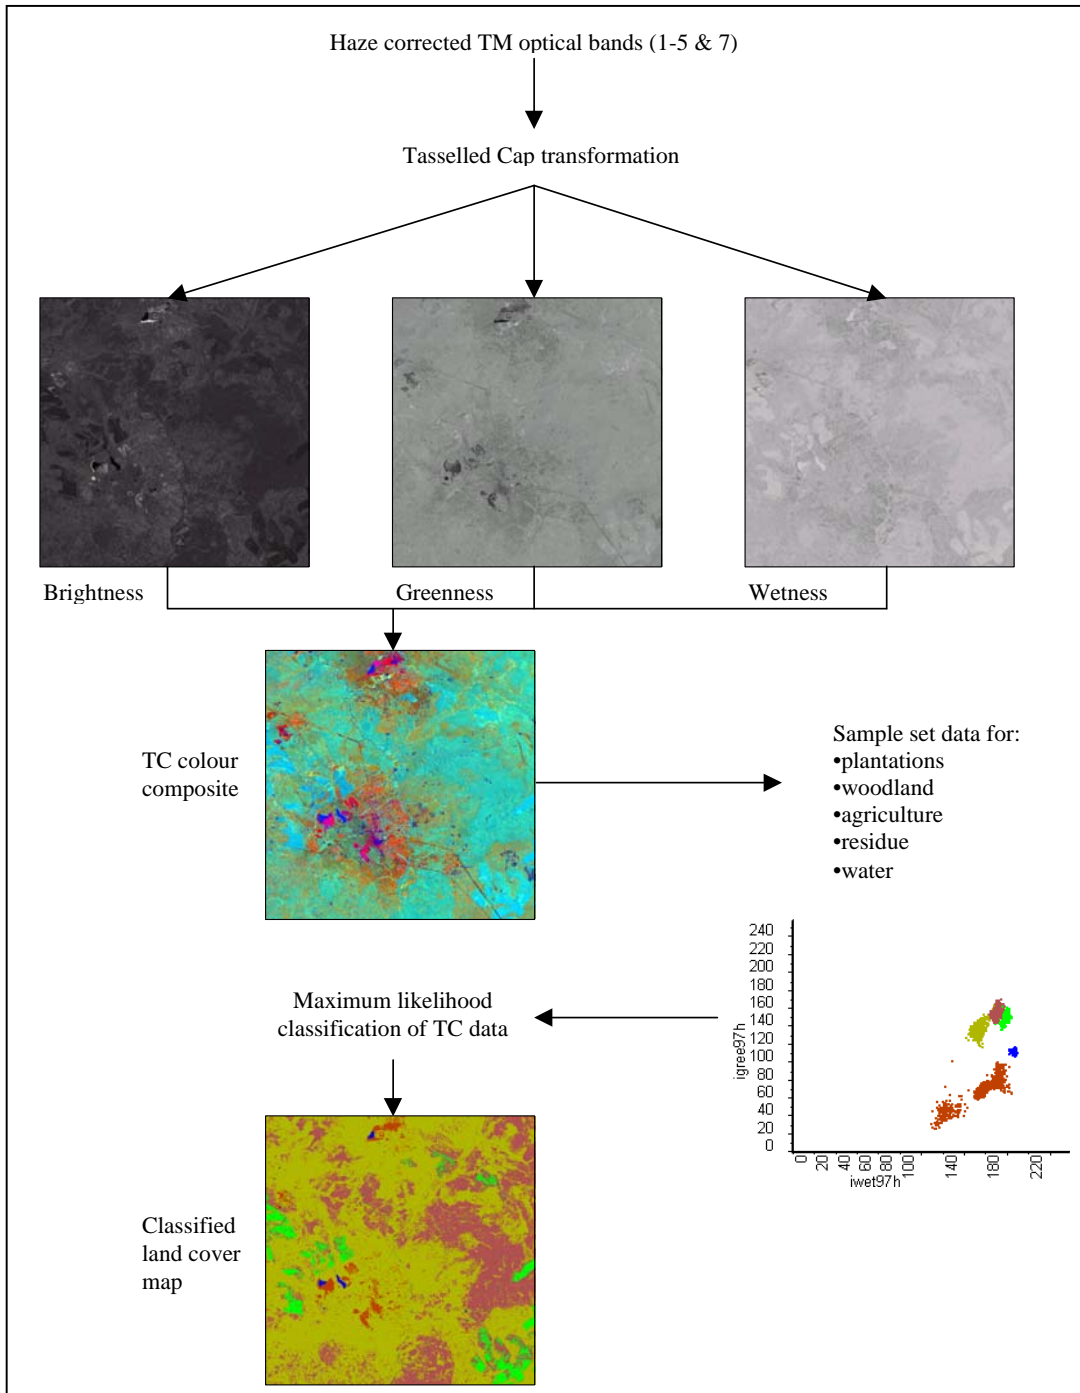 Haze corrected TM optical bands (1-5 & 7)
Tasselled Cap transformation
Brightness
Greenness
Wetness
TC colour
composite
Sample set data for:
•plantations
•woodland
•agriculture
•residue
•water
Maximum likelihood
classification of TC data
240
220
200
180
160
140
120
100
80
60
40
20
0
igree97h
0
20
40
60
80
100
140
180
220
iwet97h
Classified
land cover
map